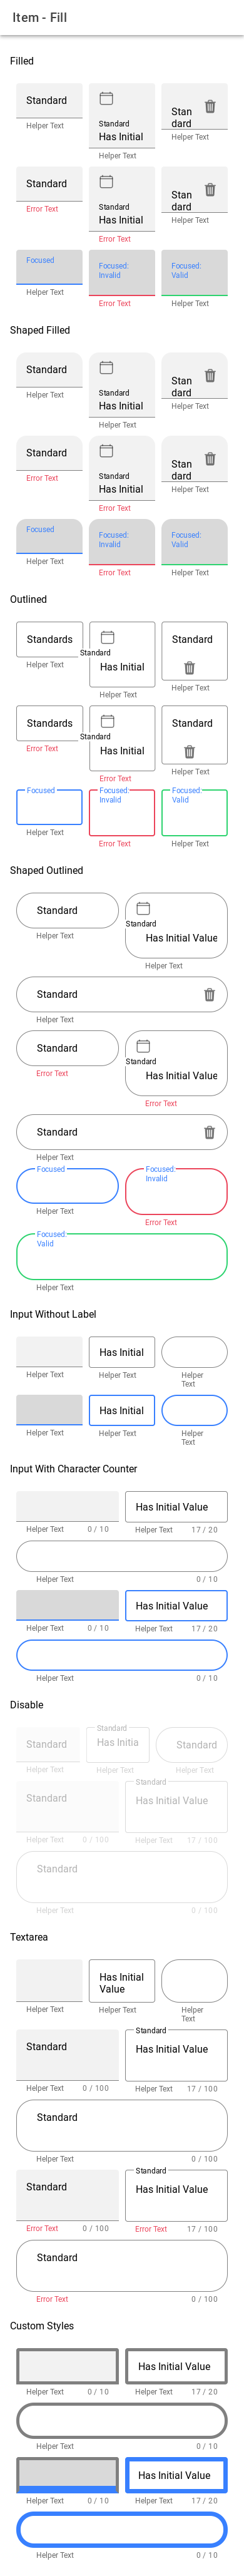 Item - Fill
Filled
Standard
Helper Text
Standard
Has Initial
Helper Text
Stan
dard
Helper Text
Standard
Error Text
Standard
Has Initial
Error Text
Stan
dard
Helper Text
Focused
Helper Text
Focused:
Invalid
Error Text
Focused:
Valid
Helper Text
Shaped Filled
Standard
Helper Text
Standard
Has Initial
Helper Text
Stan
dard
Helper Text
Standard
Error Text
Standard
Has Initial
Error Text
Stan
dard
Helper Text
Focused
Helper Text
Focused:
Invalid
Error Text
Focused:
Valid
Helper Text
Outlined
Standards
Helper Text
Standard
Has Initial
Helper Text
Standard
Helper Text
Standards
Error Text
Standard
Has Initial
Error Text
Standard
Helper Text
Focused
Helper Text
Focused:
Invalid
Error Text
Focused:
Valid
Helper Text
Shaped Outlined
Standard
Helper Text
Standard
Has Initial Value
Helper Text
Standard
Helper Text
Standard
Error Text
Standard
Has Initial Value
Error Text
Standard
Helper Text
Focused
Helper Text
Focused:
Invalid
Error Text
Focused:
Valid
Helper Text
Input Without Label
Helper Text
Has Initial
Helper Text
Helper
Text
Helper Text
Has Initial
Helper Text
Helper
Text
Input With Character Counter
Helper Text 0 / 10
Has Initial Value
Helper Text 17 / 20
Helper Text 0 / 10
Helper Text 0 / 10
Has Initial Value
Helper Text 17 / 20
Helper Text 0 / 10
Disable
Standard
Helper Text
Standard
Has Initia
Helper Text
Standard
Helper Text
Standard
Helper Text 0 / 100
Standard
Has Initial Value
Helper Text 17 / 100
Standard
Helper Text 0 / 100
Textarea
Helper Text
Has Initial
Value
Helper Text
Helper
Text
Standard
Helper Text 0 / 100
Standard
Has Initial Value
Helper Text 17 / 100
Standard
Helper Text 0 / 100
Standard
Error Text 0 / 100
Standard
Has Initial Value
Error Text 17 / 100
Standard
Error Text 0 / 100
Custom Styles
Helper Text 0 / 10
Has Initial Value
Helper Text 17 / 20
Helper Text 0 / 10
Helper Text 0 / 10
Has Initial Value
Helper Text 17 / 20
Helper Text 0 / 10